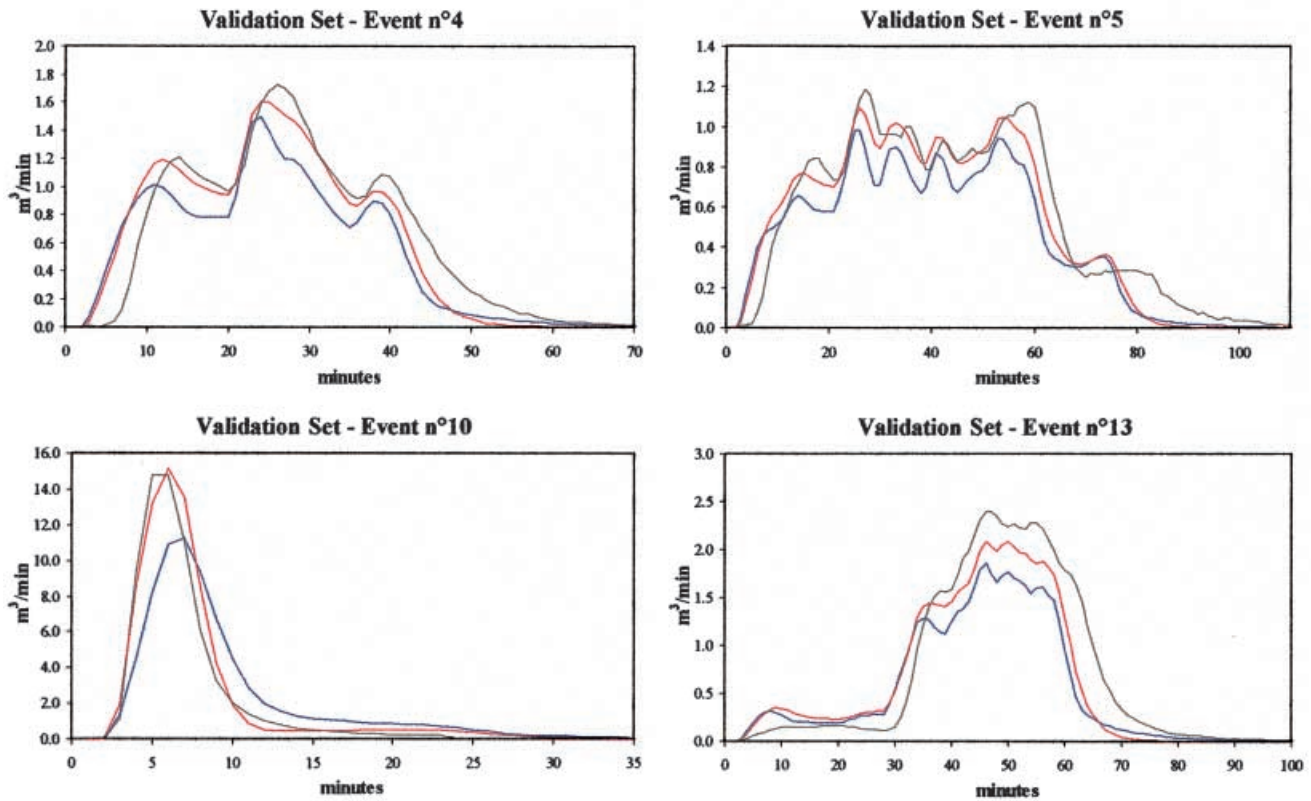 Validation Set - Event n°4
2.0
1.8
1.6
1.4
1.2
1.0
0.8
0.6
0.4
0.2
0.0
m³/min
0 10 20 30 40 50 60 70
minutes
Validation Set - Event n°5
1.4
1.2
1.0
0.8
0.6
0.4
0.2
0.0
m³/min
0 20 40 60 80 100
minutes
Validation Set - Event n°10
16.0
14.0
12.0
10.0
8.0
6.0
4.0
2.0
0.0
m³/min
0 5 10 15 20 25 30 35
minutes
Validation Set - Event n°13
3.0
2.5
2.0
1.5
1.0
0.5
0.0
m³/min
0 10 20 30 40 50 60 70 80 90 100
minutes